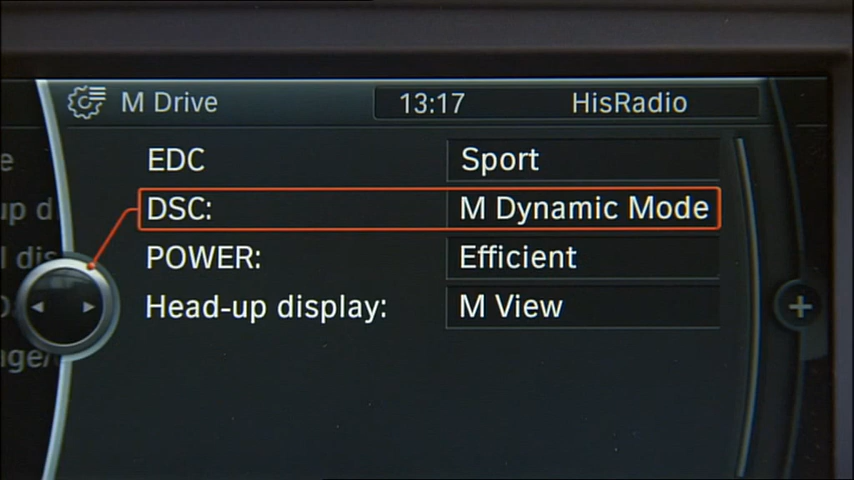 M Drive 13:17 HisRadio
EDC Sport
DSC: M Dynamic Mode
POWER: Efficient
Head-up display: M View